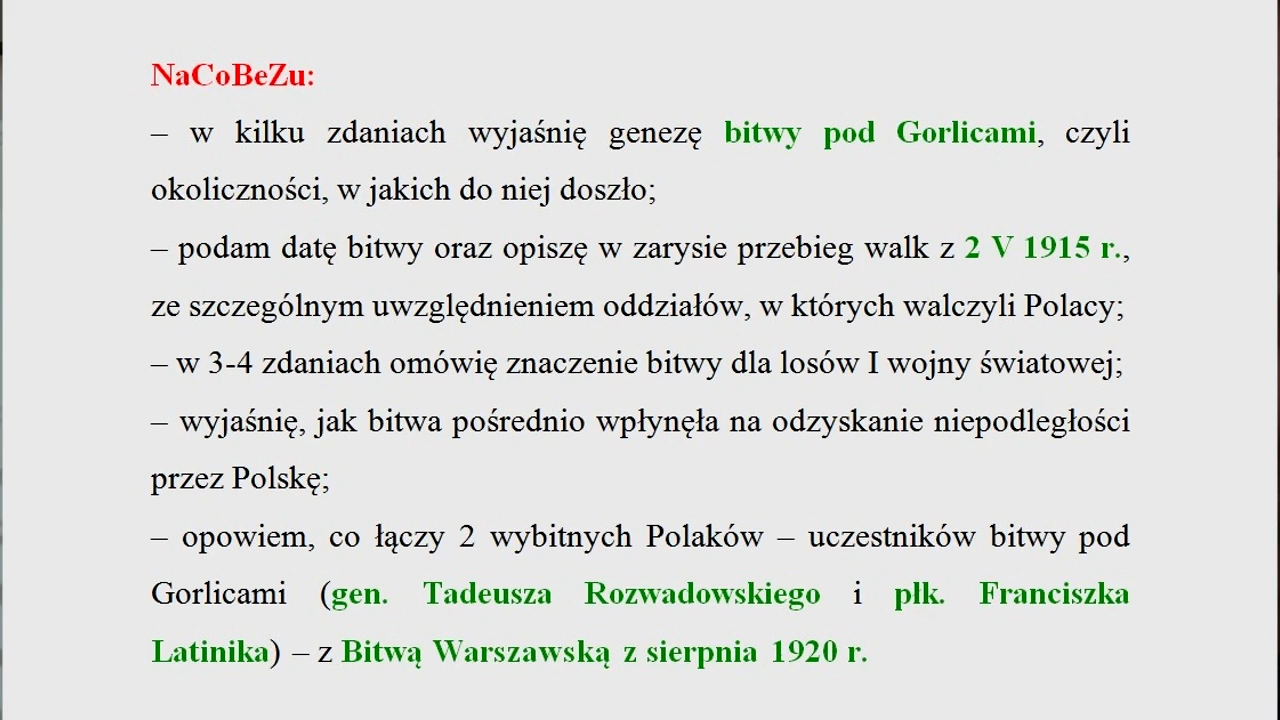 NaCoBeZu:
– w kilku zdaniach wyjaśnię genezę bitwy pod Gorlicami, czyli
okoliczności, w jakich do niej doszło;
– podam datę bitwy oraz opiszę w zarysie przebieg walk z 2 V 1915 r.,
ze szczególnym uwzględnieniem oddziałów, w których walczyli Polacy;
– w 3-4 zdaniach omówię znaczenie bitwy dla losów I wojny światowej;
– wyjaśnię, jak bitwa pośrednio wpłynęła na odzyskanie niepodległości
przez Polskę;
– opowiem, co łączy 2 wybitnych Polaków – uczestników bitwy pod
Gorlicami (gen. Tadeusza Rozwadowskiego i płk. Franciszka
Latinika) – z Bitwą Warszawską z sierpnia 1920 r.